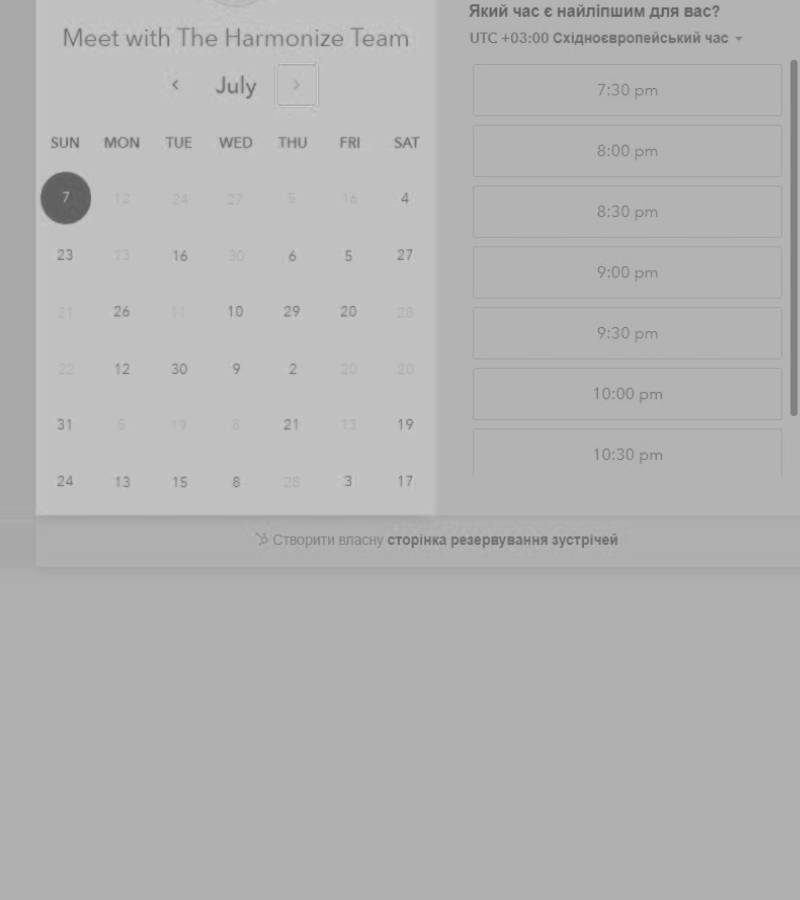 Meet with The Harmonize Team
July
SUN MON TUE WED THU FRI SAT
7 12 24 27 5 16 4
23 13 16 30 6 5 27
21 26 11 10 29 20 28
22 12 30 9 2 20 20
31 5 19 8 21 13 19
24 13 15 8 28 3 17
Який час є найліпшим для вас?
UTC +03:00 Східноєвропейський час
7:30 pm
8:00 pm
8:30 pm
9:00 pm
9:30 pm
10:00 pm
10:30 pm
Створити власну сторінка резервування зустрічей